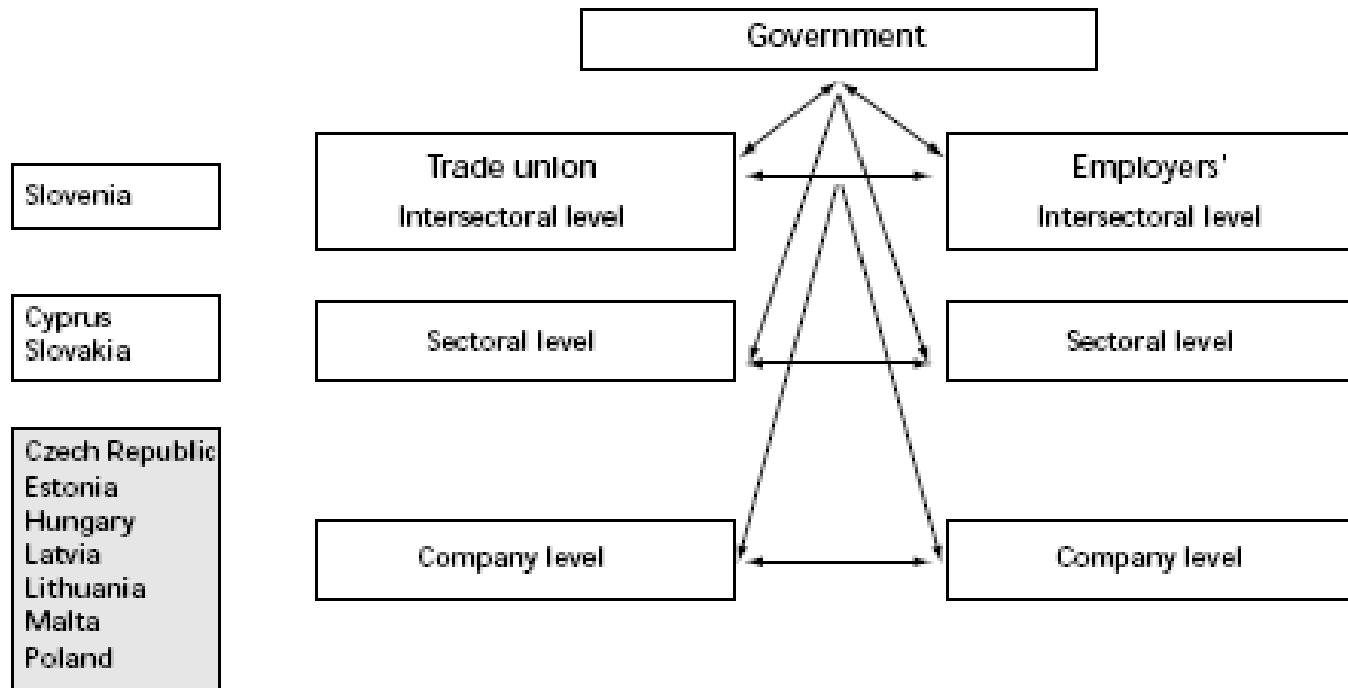 Government
Trade union
Intersectoral level
Employers'
Intersectoral level
Slovenia
Cyprus
Slovakia
Sectoral level
Sectoral level
Czech Republic
Estonia
Hungary
Latvia
Lithuania
Malta
Poland
Company level
Company level